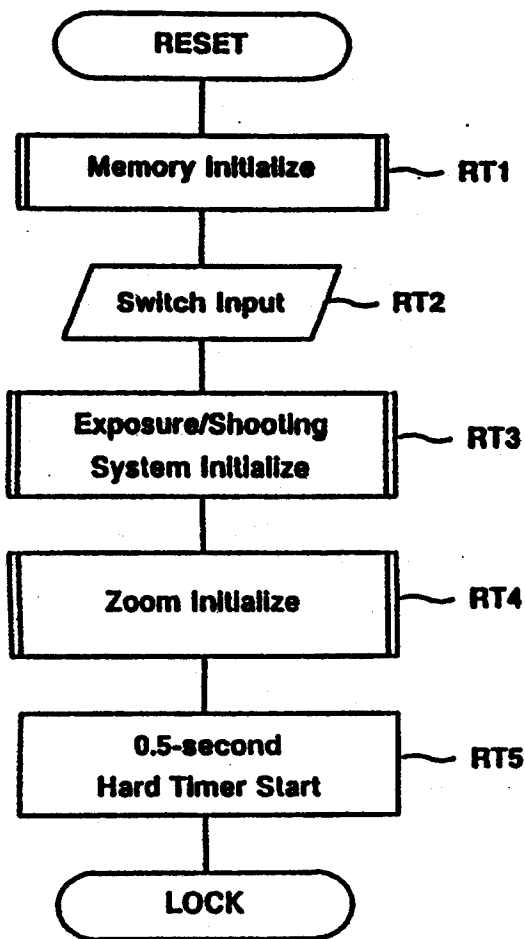 RESET
Memory Initialize
RT1
Switch Input
RT2
Exposure/Shooting
System Initialize
RT3
Zoom Initialize
RT4
0.5-second
Hard Timer Start
RT5
LOCK